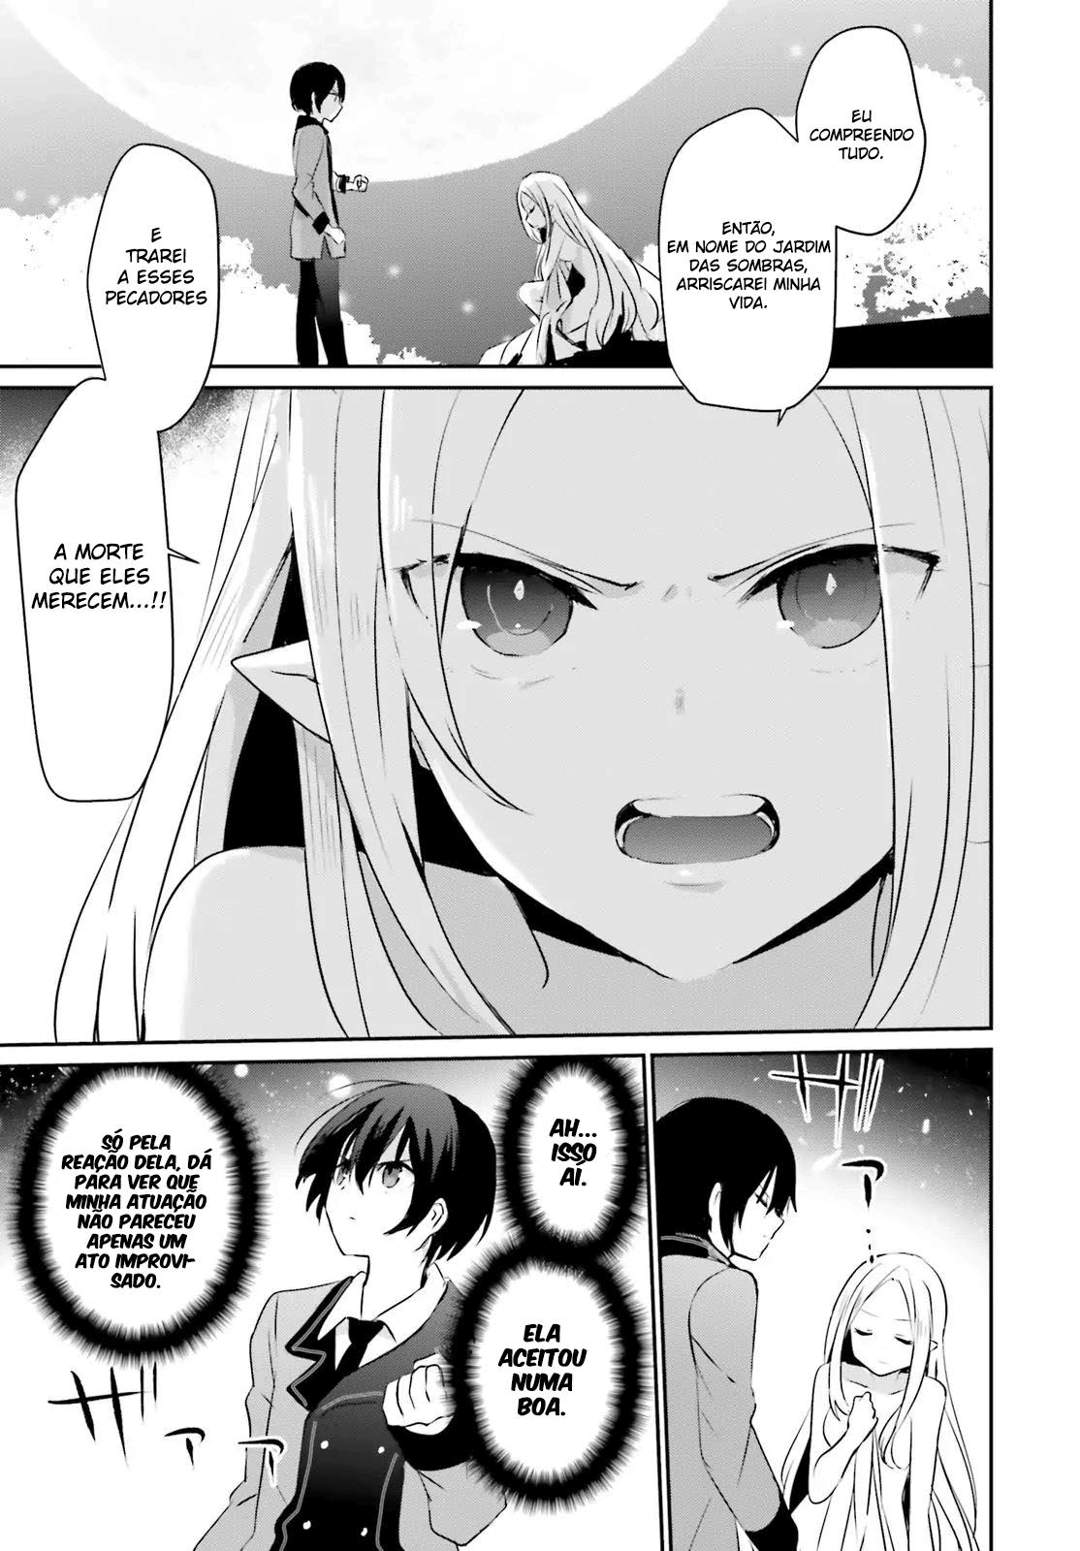 EU
COMPREENDO
TUDO.
ENTÃO,
EM NOME DO JARDIM
DAS SOMBRAS,
ARRISCAREI MINHA
VIDA.
E
TRAREI
A ESSES
PECADORES
A MORTE
QUE ELES
MERECEM...!!
AH...
ISSO
AÍ.
ELA
ACEITOU
NUMA
BOA.
SÓ PELA
REAÇÃO DELA, DÁ
PARA VER QUE
MINHA ATUAÇÃO
NÃO PARECEU
APENAS UM
ATO IMPROVI-
SADO.